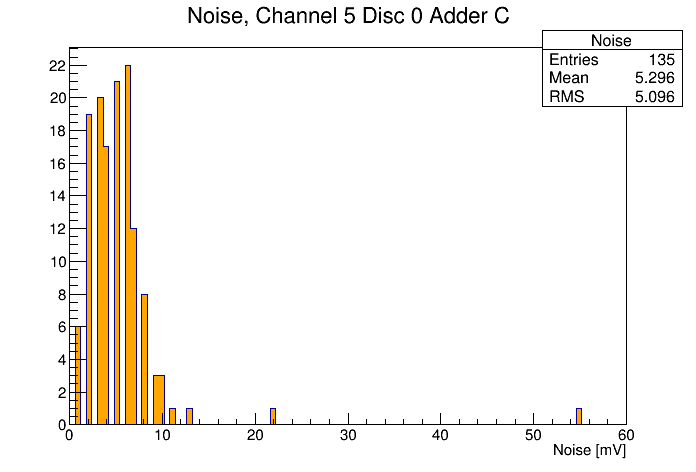 Noise, Channel 5 Disc 0 Adder C
Noise
Entries 135
Mean 5.296
RMS 5.096
22
20
18
16
14
12
10
8
6
4
2
0
0 10 20 30 40 50 60
Noise [mV]